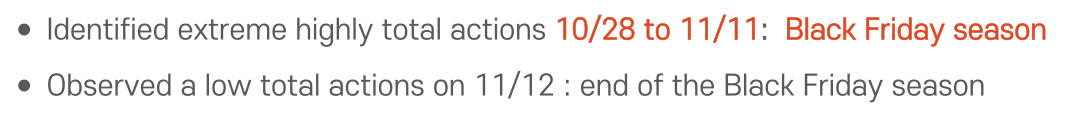 • Identified extreme highly total actions 10/28 to 11/11:  Black Friday season
• Observed a low total actions on 11/12 : end of the Black Friday season